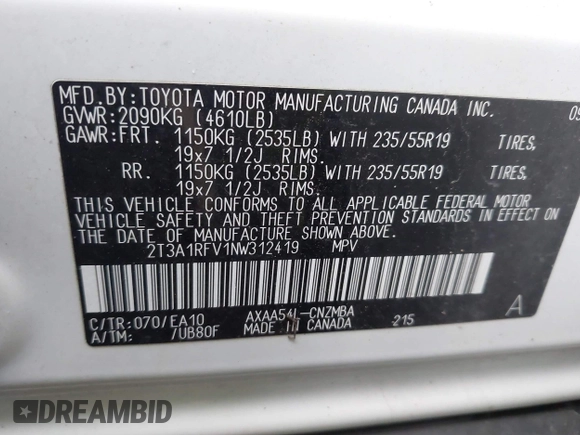 MFD.BY:TOYOTA MOTOR MANUFACTURING CANADA INC.
GVWR:2090KG (4610LB)
GAWR:FRT. 1150KG (2535LB) WITH 235/55R19 TIRES,
19x7 1/2J RIMS.
RR. 1150KG (2535LB) WITH 235/55R19 TIRES,
19x7 1/2J RIMS.
THIS VEHICLE CONFORMS TO ALL APPLICABLE FEDERAL MOTOR
VEHICLE SAFETY AND THEFT PREVENTION STANDARDS IN EFFECT ON
THE DATE OF MANUFACTURE SHOWN ABOVE.
2T3A1RFV1NW312419 MPV
C/TR:070/EA10 AXAA54L-CNZMBA 215 A
A/TM: /UB80F MADE IN CANADA
DREAMBID